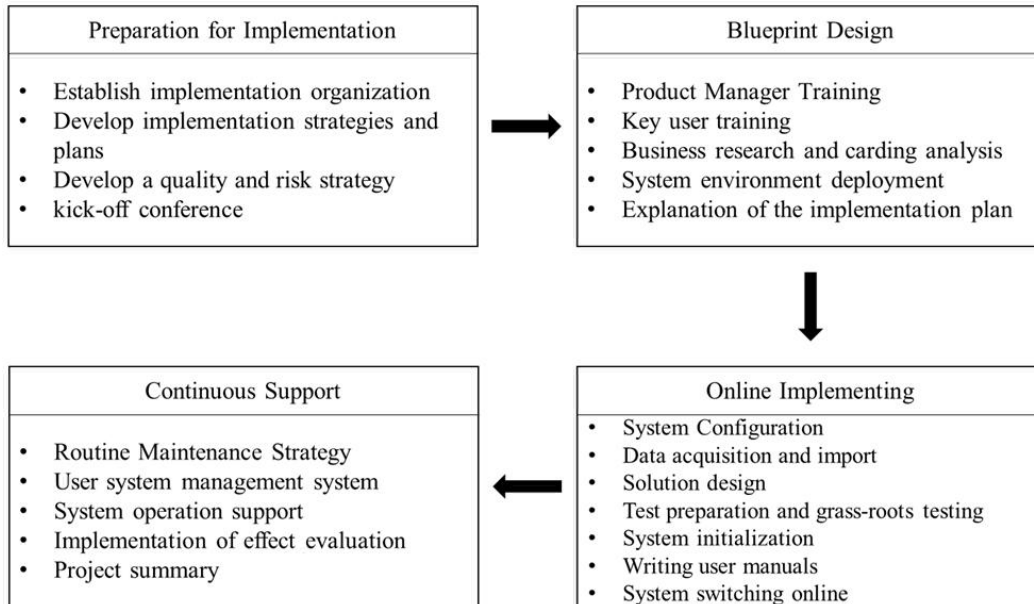 Preparation for Implementation
• Establish implementation organization
• Develop implementation strategies and
plans
• Develop a quality and risk strategy
• kick-off conference
Blueprint Design
• Product Manager Training
• Key user training
• Business research and carding analysis
• System environment deployment
• Explanation of the implementation plan
Online Implementing
• System Configuration
• Data acquisition and import
• Solution design
• Test preparation and grass-roots testing
• System initialization
• Writing user manuals
• System switching online
Continuous Support
• Routine Maintenance Strategy
• User system management system
• System operation support
• Implementation of effect evaluation
• Project summary